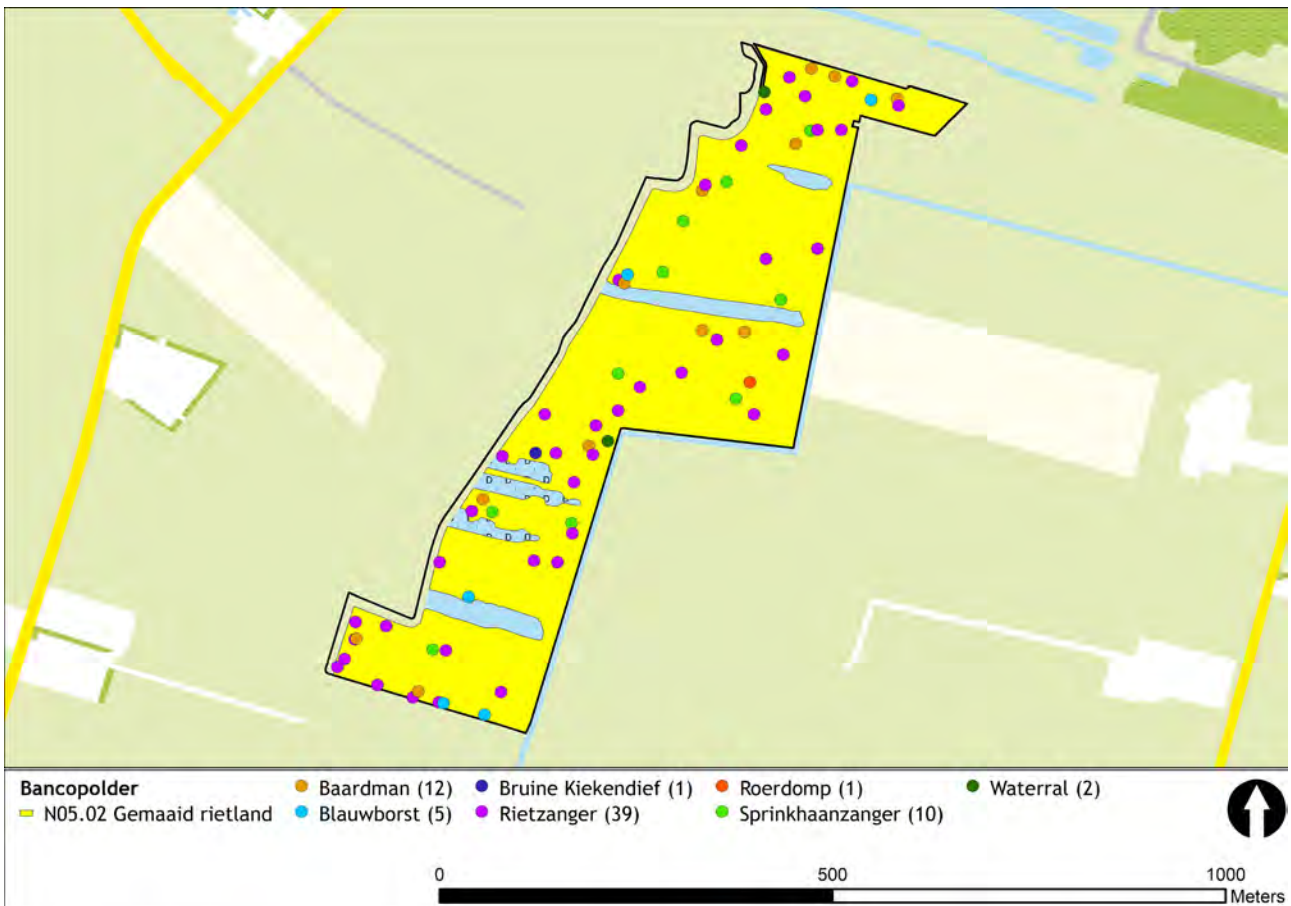 Bancopolder
N05.02 Gemaaid rietland
Baardman (12)
Blauwborst (5)
Bruine Kiekendief (1)
Rietzanger (39)
Roerdomp (1)
Sprinkhaanzanger (10)
Waterral (2)
0 500 1000
Meters